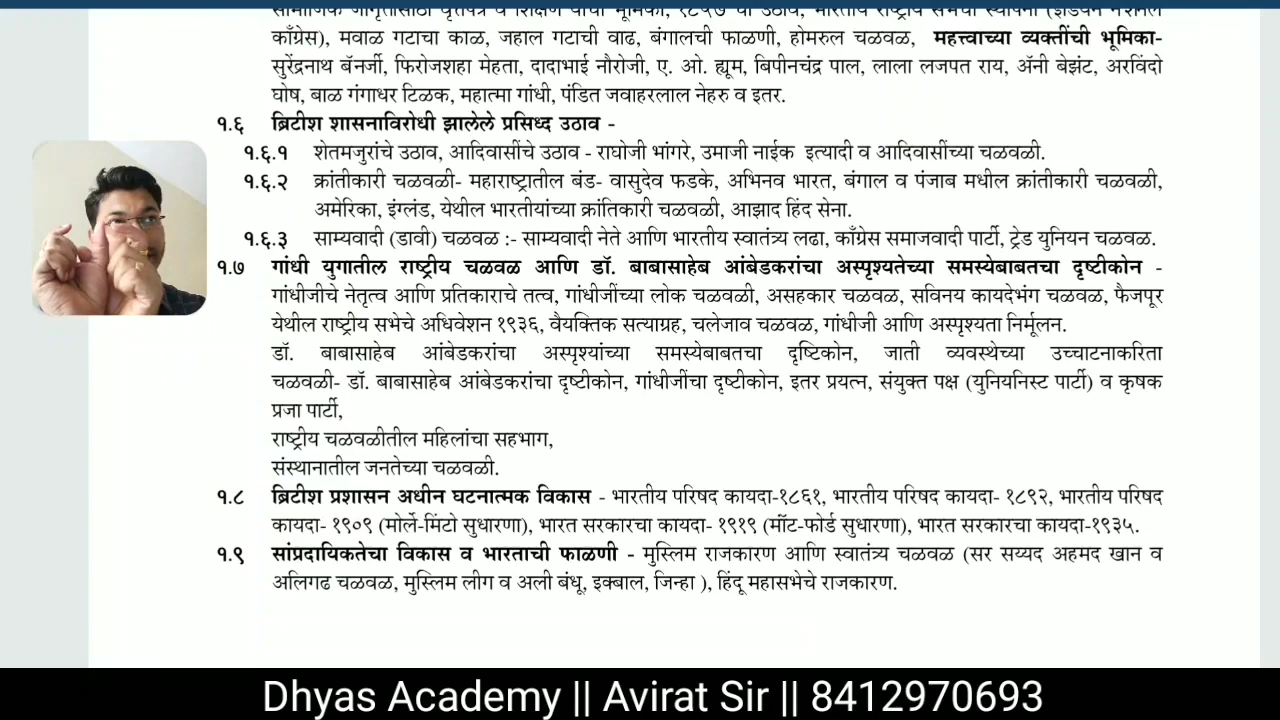 सामाजिक जागृतीसाठी वृत्तपत्रे व शिक्षण यांची भूमिका, १८५७ चा उठाव, भारतीय राष्ट्रीय सभेची स्थापना (इंडियन नॅशनल
काँग्रेस), मवाळ गटाचा काळ, जहाल गटाची वाढ, बंगालची फाळणी, होमरुल चळवळ, महत्त्वाच्या व्यक्तींची भूमिका-
सुरेंद्रनाथ बॅनर्जी, फिरोजशहा मेहता, दादाभाई नौरोजी, ए. ओ. ह्यूम, बिपीनचंद्र पाल, लाला लजपत राय, ॲनी बेझंट, अरविंदो
घोष, बाळ गंगाधर टिळक, महात्मा गांधी, पंडित जवाहरलाल नेहरु व इतर.
१.६ ब्रिटीश शासनाविरोधी झालेले प्रसिध्द उठाव -
१.६.१ शेतमजुरांचे उठाव, आदिवासींचे उठाव - राघोजी भांगरे, उमाजी नाईक इत्यादी व आदिवासींच्या चळवळी.
१.६.२ क्रांतीकारी चळवळी- महाराष्ट्रातील बंड- वासुदेव फडके, अभिनव भारत, बंगाल व पंजाब मधील क्रांतीकारी चळवळी,
अमेरिका, इंग्लंड, येथील भारतीयांच्या क्रांतिकारी चळवळी, आझाद हिंद सेना.
१.६.३ साम्यवादी (डावी) चळवळ :- साम्यवादी नेते आणि भारतीय स्वातंत्र्य लढा, काँग्रेस समाजवादी पार्टी, ट्रेड युनियन चळवळ.
१.७ गांधी युगातील राष्ट्रीय चळवळ आणि डॉ. बाबासाहेब आंबेडकरांचा अस्पृश्यतेच्या समस्येबाबतचा दृष्टीकोन -
गांधीजीचे नेतृत्व आणि प्रतिकाराचे तत्व, गांधीजींच्या लोक चळवळी, असहकार चळवळ, सविनय कायदेभंग चळवळ, फैजपूर
येथील राष्ट्रीय सभेचे अधिवेशन १९३६, वैयक्तिक सत्याग्रह, चलेजाव चळवळ, गांधीजी आणि अस्पृश्यता निर्मूलन.
डॉ. बाबासाहेब आंबेडकरांचा अस्पृश्यांच्या समस्येबाबतचा दृष्टिकोन, जाती व्यवस्थेच्या उच्चाटनाकरिता
चळवळी- डॉ. बाबासाहेब आंबेडकरांचा दृष्टीकोन, गांधीजींचा दृष्टीकोन, इतर प्रयत्न, संयुक्त पक्ष (युनियनिस्ट पार्टी) व कृषक
प्रजा पार्टी,
राष्ट्रीय चळवळीतील महिलांचा सहभाग,
संस्थानातील जनतेच्या चळवळी.
१.८ ब्रिटीश प्रशासन अधीन घटनात्मक विकास - भारतीय परिषद कायदा-१८६१, भारतीय परिषद कायदा- १८९२, भारतीय परिषद
कायदा- १९०९ (मोर्ले-मिंटो सुधारणा), भारत सरकारचा कायदा- १९१९ (माँट-फोर्ड सुधारणा), भारत सरकारचा कायदा-१९३५.
१.९ सांप्रदायिकतेचा विकास व भारताची फाळणी - मुस्लिम राजकारण आणि स्वातंत्र्य चळवळ (सर सय्यद अहमद खान व
अलिगढ चळवळ, मुस्लिम लीग व अली बंधू, इक्बाल, जिन्हा ), हिंदू महासभेचे राजकारण.
Dhyas Academy || Avirat Sir || 8412970693